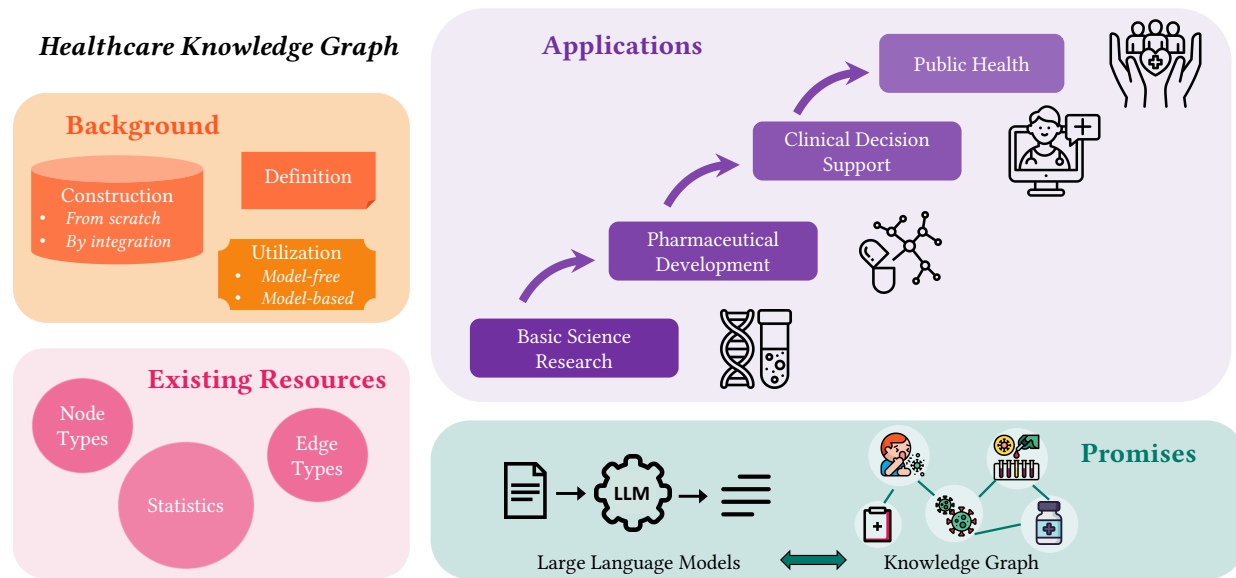 Healthcare Knowledge Graph
Background
Construction
• From scratch
• By integration
Definition
Utilization
• Model-free
• Model-based
Existing Resources
Node
Types
Edge
Types
Statistics
Applications
Public Health
Clinical Decision
Support
Pharmaceutical
Development
Basic Science
Research
Promises
LLM
Large Language Models
Knowledge Graph